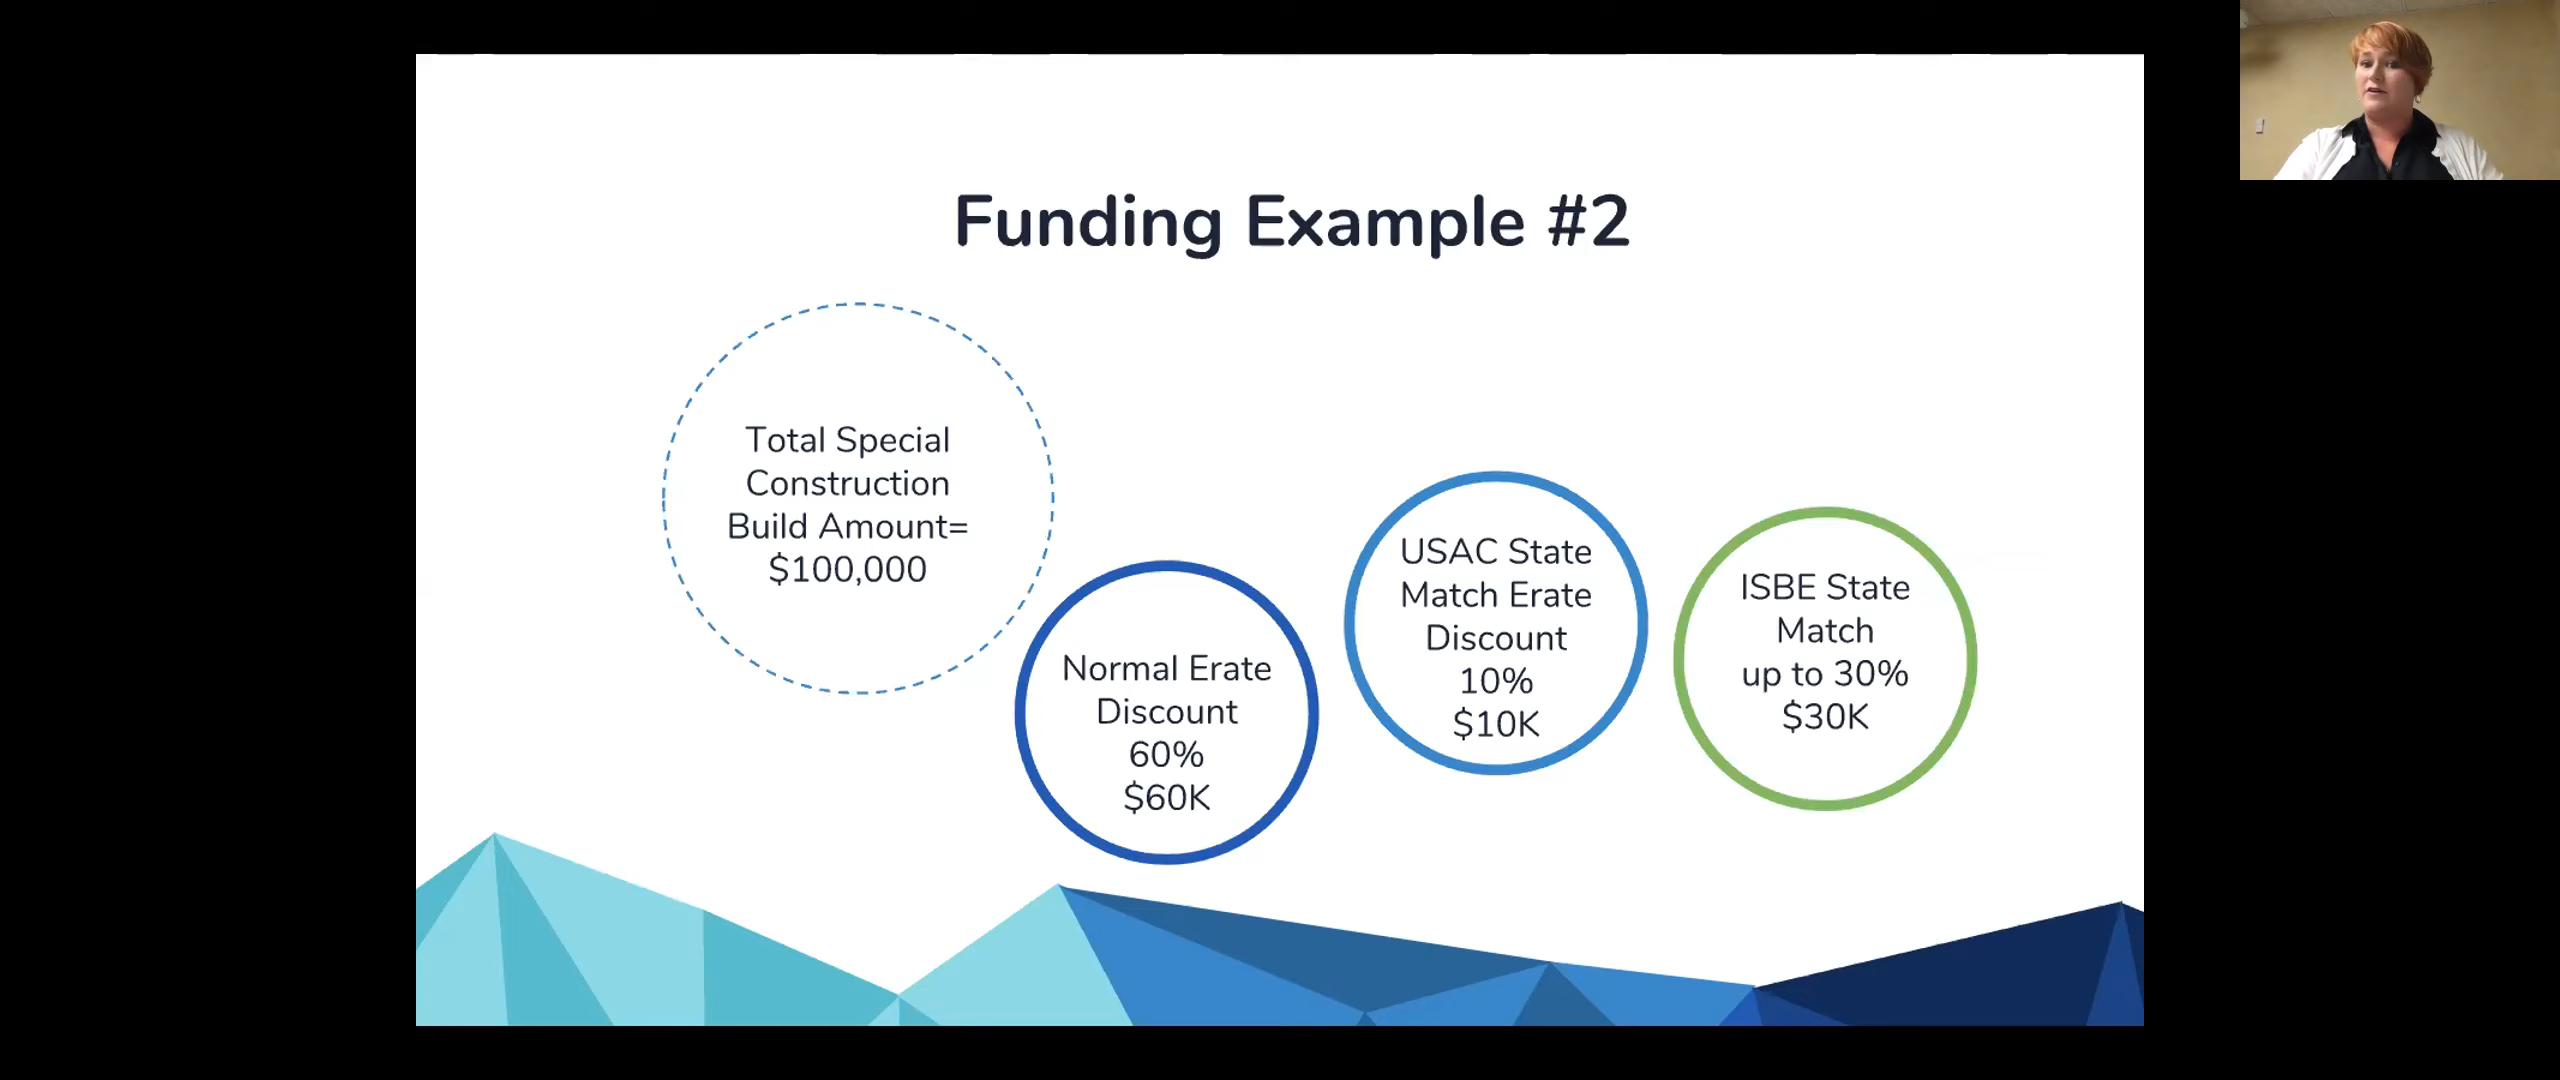 Funding Example #2
Total Special
Construction
Build Amount=
$100,000
Normal Erate
Discount
60%
$60K
USAC State
Match Erate
Discount
10%
$10K
ISBE State
Match
up to 30%
$30K